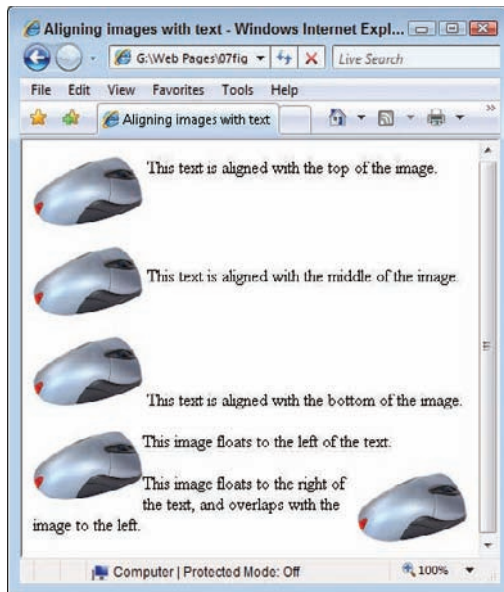 Aligning images with text - Windows Internet Expl...
G:\Web Pages\07fig
Live Search
File Edit View Favorites Tools Help
Aligning images with text
This text is aligned with the top of the image.
This text is aligned with the middle of the image.
This text is aligned with the bottom of the image.
This image floats to the left of the text.
This image floats to the right of
the text, and overlaps with the
image to the left.
Computer | Protected Mode: Off
100%